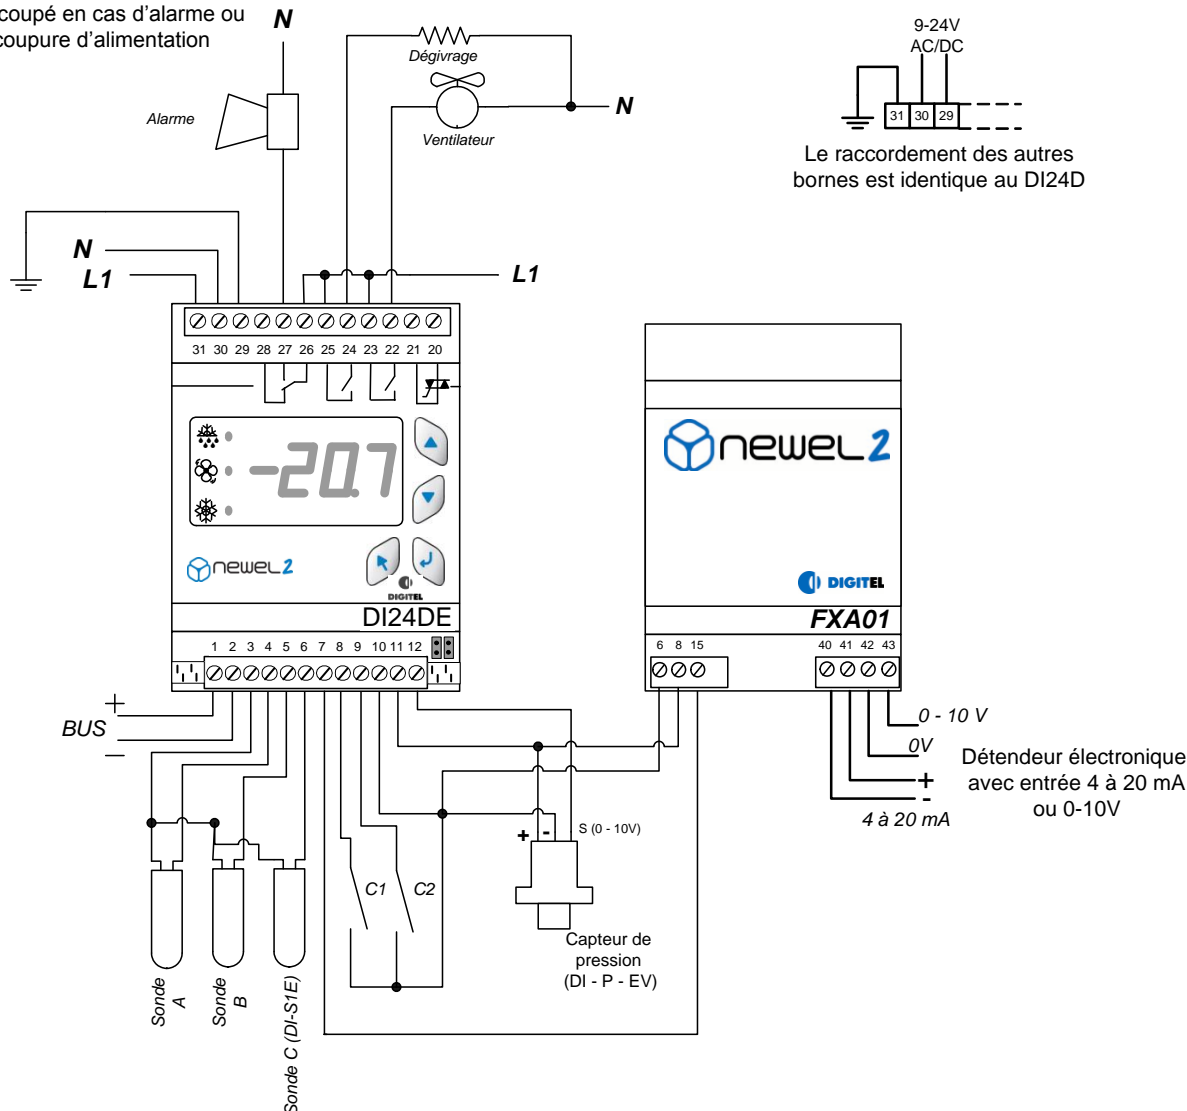 coupé en cas d'alarme ou
coupure d'alimentation
N
Dégivrage
Alarme
Ventilateur
N
9-24V
AC/DC
31 30 29
Le raccordement des autres
bornes est identique au DI24D
N
L1
L1
31 30 29 28 27 26 25 24 23 22 21 20
-20.7
newel 2
DIGITEL
DI24DE
1 2 3 4 5 6 7 8 9 10 11 12
newel 2
DIGITEL
FXA01
6 8 15
40 41 42 43
+
BUS
—
0 - 10 V
0V
+
-
4 à 20 mA
Détendeur électronique
avec entrée 4 à 20 mA
ou 0-10V
C1
C2
+
-
S (0 - 10V)
Capteur de
pression
(DI - P - EV)
Sonde
A
Sonde
B
Sonde C (DI-S1E)